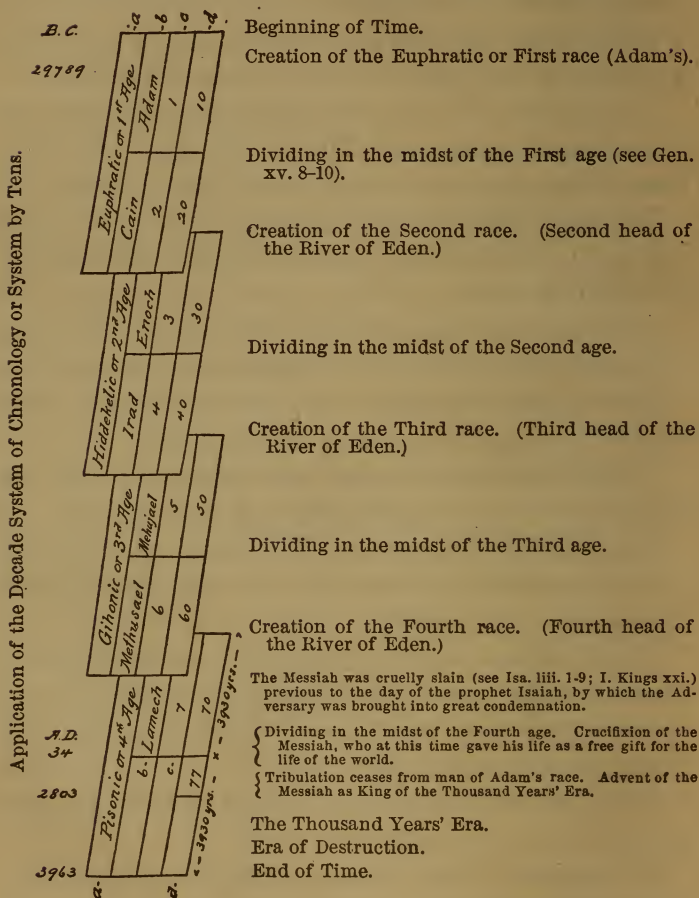 Application of the Decade System of Chronology or System by Tens.
a- b- c- d-
B.C.
29789
Beginning of Time.
Creation of the Euphratic or First race (Adam's).
Euphratic or 1st Age
Adam 1 10
Dividing in the midst of the First age (see Gen.
xv. 8-10).
Cain 2 20
Creation of the Second race. (Second head of
the River of Eden.)
Hiddekelic or 2nd Age
Enoch 3 30
Dividing in the midst of the Second age.
Irad 4 40
Creation of the Third race. (Third head of the
River of Eden.)
Gihonic or 3rd Age
Mehujael 5 50
Dividing in the midst of the Third age.
Methusael 6 60
Creation of the Fourth race. (Fourth head of
the River of Eden.)
Pisonic or 4th Age
Lamech 7 70
b- c. 77
<- 3930 yrs. - x - 3930 yrs. ->
The Messiah was cruelly slain (see Isa. liii. 1-9; I. Kings xxi.)
previous to the day of the prophet Isaiah, by which the Ad-
versary was brought into great condemnation.
A.D.
34
Dividing in the midst of the Fourth age. Crucifixion of the
Messiah, who at this time gave his life as a free gift for the
life of the world.
2803
Tribulation ceases from man of Adam's race. Advent of the
Messiah as King of the Thousand Years' Era.
The Thousand Years' Era.
Era of Destruction.
3963
End of Time.
a- d-